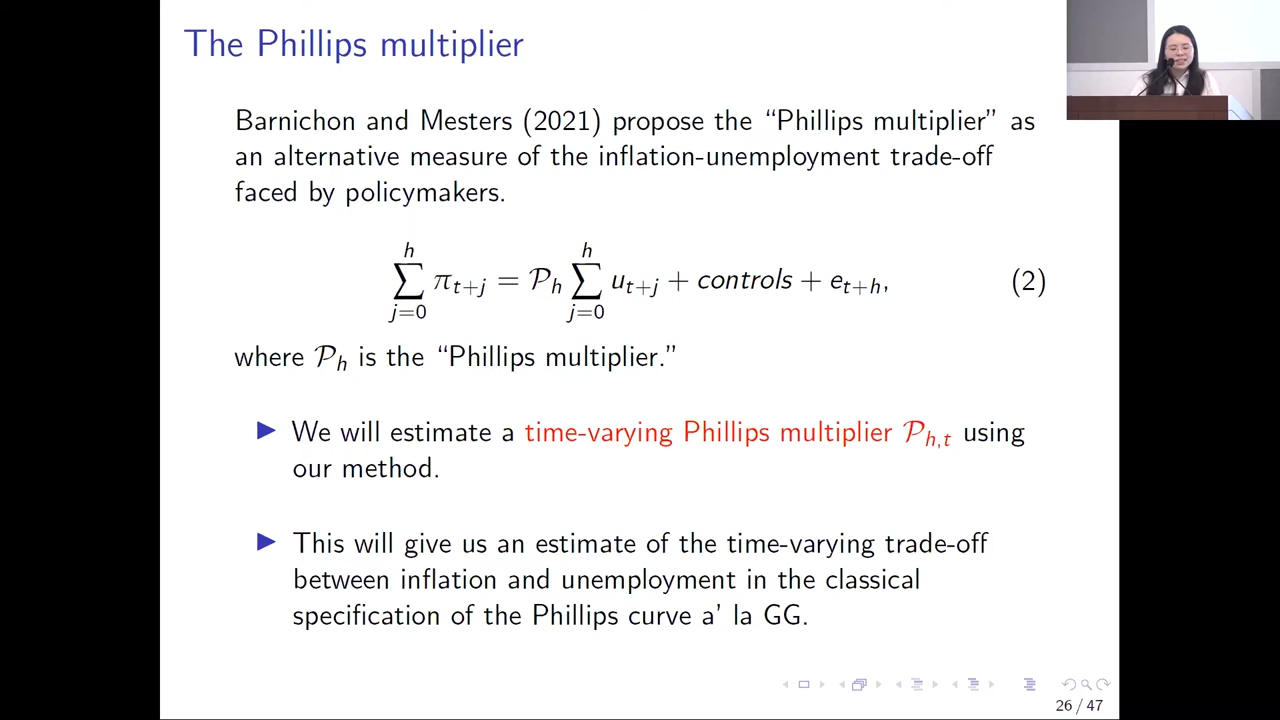 The Phillips multiplier
Barnichon and Mesters (2021) propose the “Phillips multiplier” as
an alternative measure of the inflation-unemployment trade-off
faced by policymakers.
∑_{j=0}^{h} π_{t+j} = 𝒫_h ∑_{j=0}^{h} u_{t+j} + controls + e_{t+h}, (2)
where 𝒫_h is the “Phillips multiplier.”
▶ We will estimate a time-varying Phillips multiplier 𝒫_{h,t} using
our method.
▶ This will give us an estimate of the time-varying trade-off
between inflation and unemployment in the classical
specification of the Phillips curve a’ la GG.
26 / 47